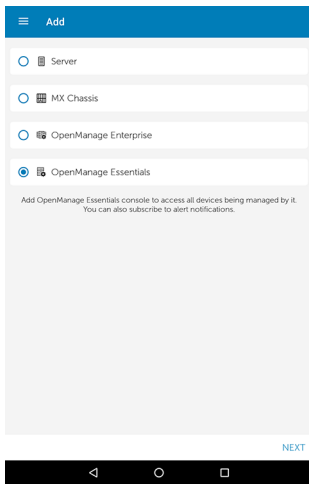 Add
Server
MX Chassis
OpenManage Enterprise
OpenManage Essentials
Add OpenManage Essentials console to access all devices being managed by it.
You can also subscribe to alert notifications.
NEXT